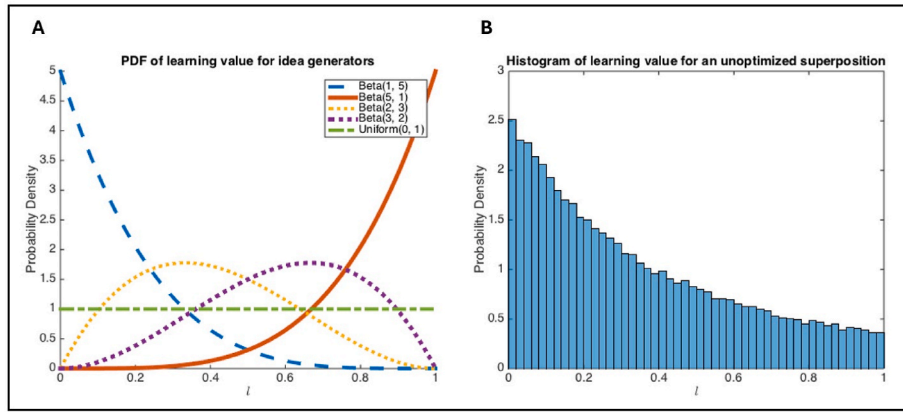 A
PDF of learning value for idea generators
5
4.5
4
3.5
3
2.5
2
1.5
1
0.5
0
Probability Density
Beta(1, 5)
Beta(5, 1)
Beta(2, 3)
Beta(3, 2)
Uniform(0, 1)
0 0.2 0.4 0.6 0.8 1
l
B
Histogram of learning value for an unoptimized superposition
3
2.5
2
1.5
1
0.5
0
Probability Density
0 0.2 0.4 0.6 0.8 1
l